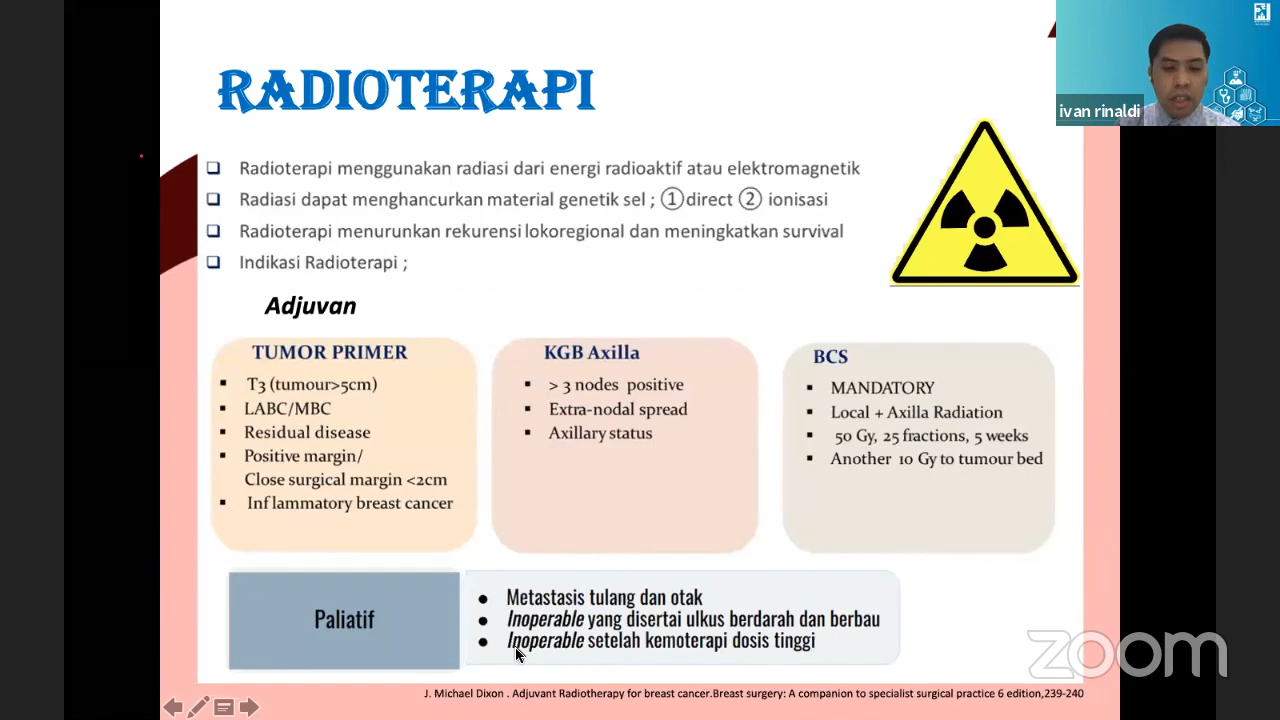 RADIOTERAPI
ivan rinaldi
❑ Radioterapi menggunakan radiasi dari energi radioaktif atau elektromagnetik
❑ Radiasi dapat menghancurkan material genetik sel ; ①direct ② ionisasi
❑ Radioterapi menurunkan rekurensi lokoregional dan meningkatkan survival
❑ Indikasi Radioterapi ;
Adjuvan
TUMOR PRIMER
▪ T3 (tumour>5cm)
▪ LABC/MBC
▪ Residual disease
▪ Positive margin/
Close surgical margin <2cm
▪ Inf lammatory breast cancer
KGB Axilla
▪ > 3 nodes positive
▪ Extra-nodal spread
▪ Axillary status
BCS
▪ MANDATORY
▪ Local + Axilla Radiation
▪ 50 Gy, 25 fractions, 5 weeks
▪ Another 10 Gy to tumour bed
Paliatif
● Metastasis tulang dan otak
● Inoperable yang disertai ulkus berdarah dan berbau
● Inoperable setelah kemoterapi dosis tinggi
zoom
J. Michael Dixon . Adjuvant Radiotherapy for breast cancer.Breast surgery: A companion to specialist surgical practice 6 edition,239-240